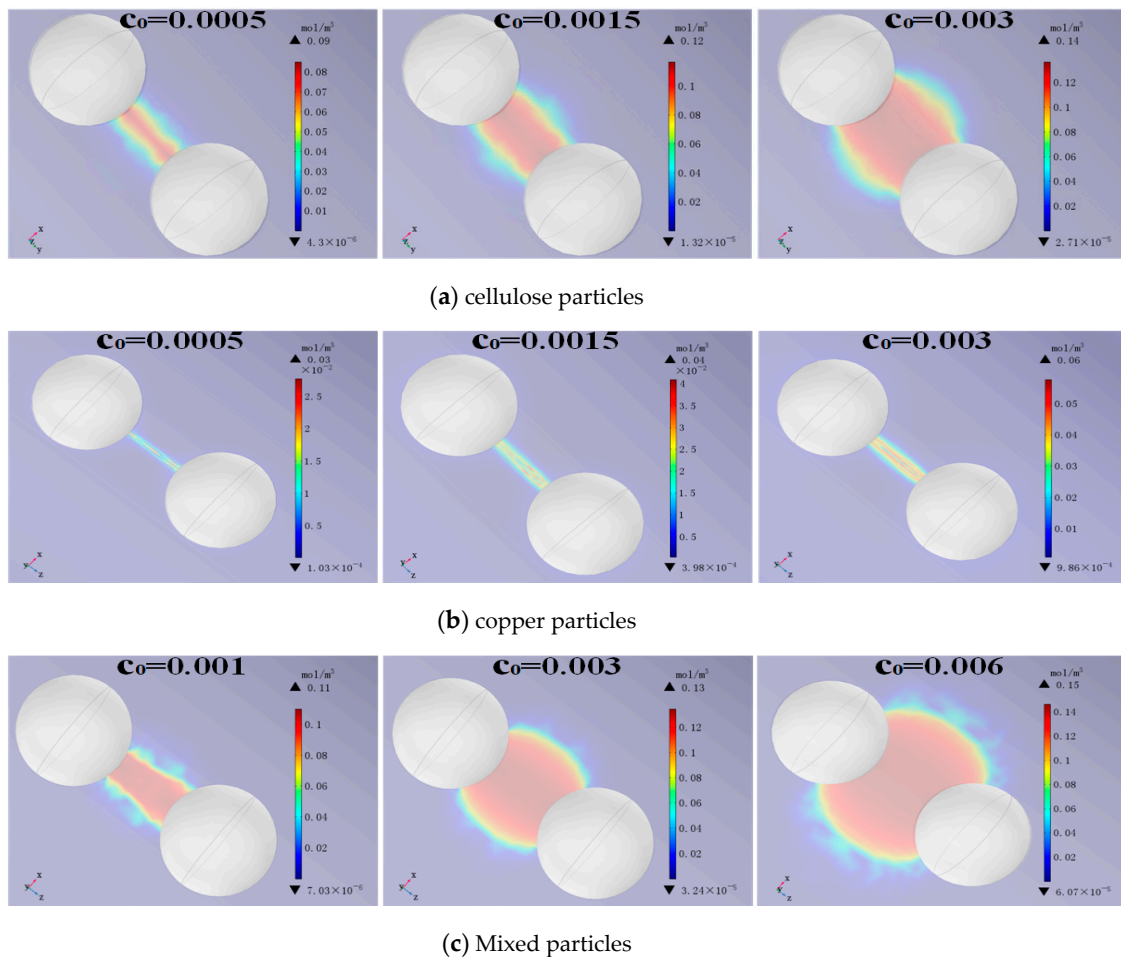 c₀=0.0005
mol/m³
▲ 0.09
0.08
0.07
0.06
0.05
0.04
0.03
0.02
0.01
▼ 4.3×10⁻⁶
x
z
y
c₀=0.0015
mol/m³
▲ 0.12
0.1
0.08
0.06
0.04
0.02
▼ 1.32×10⁻⁵
x
z
y
c₀=0.003
mol/m³
▲ 0.14
0.12
0.1
0.08
0.06
0.04
0.02
▼ 2.71×10⁻⁵
x
z
y
(a) cellulose particles
c₀=0.0005
mol/m³
▲ 0.03
×10⁻²
2.5
2
1.5
1
0.5
▼ 1.03×10⁻⁴
x
y
z
c₀=0.0015
mol/m³
▲ 0.04
×10⁻²
4
3.5
3
2.5
2
1.5
1
0.5
▼ 3.98×10⁻⁴
x
y
z
c₀=0.003
mol/m³
▲ 0.06
0.05
0.04
0.03
0.02
0.01
▼ 9.86×10⁻⁴
x
y
z
(b) copper particles
c₀=0.001
mol/m³
▲ 0.11
0.1
0.08
0.06
0.04
0.02
▼ 7.03×10⁻⁶
x
y
z
c₀=0.003
mol/m³
▲ 0.13
0.12
0.1
0.08
0.06
0.04
0.02
▼ 3.24×10⁻⁵
x
y
z
c₀=0.006
mol/m³
▲ 0.15
0.14
0.12
0.1
0.08
0.06
0.04
0.02
▼ 6.07×10⁻⁵
x
y
z
(c) Mixed particles